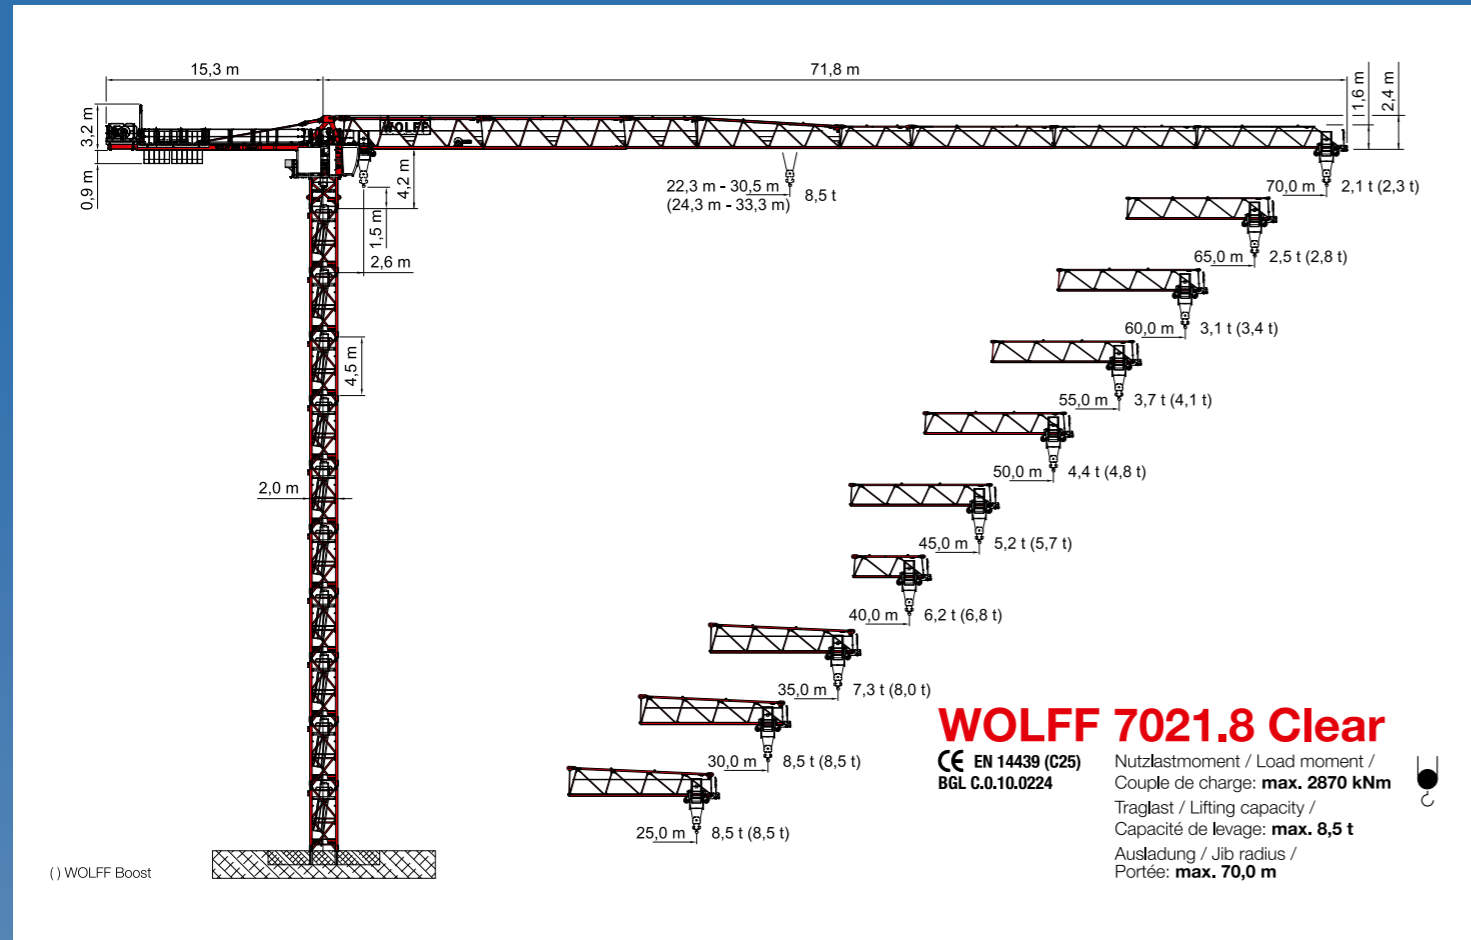 15,3 m
71,8 m
1,6 m
2,4 m
3,2 m
0,9 m
WOLFF
4,2 m
1,5 m
2,6 m
22,3 m - 30,5 m
(24,3 m - 33,3 m)
8,5 t
70,0 m 2,1 t (2,3 t)
65,0 m 2,5 t (2,8 t)
60,0 m 3,1 t (3,4 t)
4,5 m
55,0 m 3,7 t (4,1 t)
50,0 m 4,4 t (4,8 t)
2,0 m
45,0 m 5,2 t (5,7 t)
40,0 m 6,2 t (6,8 t)
35,0 m 7,3 t (8,0 t)
30,0 m 8,5 t (8,5 t)
25,0 m 8,5 t (8,5 t)
WOLFF 7021.8 Clear
CE EN 14439 (C25)
BGL C.0.10.0224
Nutzlastmoment / Load moment /
Couple de charge: max. 2870 kNm
Traglast / Lifting capacity /
Capacité de levage: max. 8,5 t
Ausladung / Jib radius /
Portée: max. 70,0 m
( ) WOLFF Boost